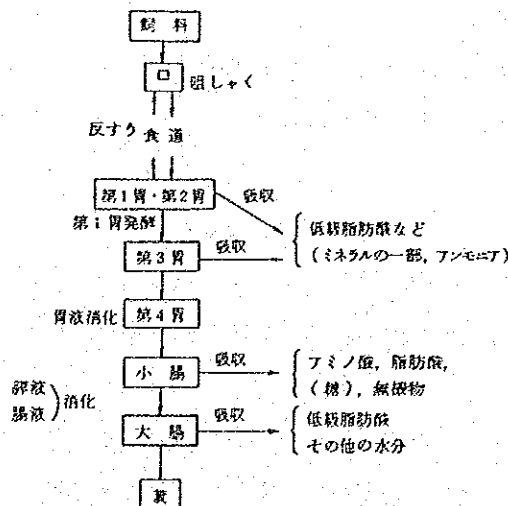 飼料
口
咀しゃく
反すう 食道
第1胃・第2胃 吸収
第1胃発酵
低級脂肪酸など
(ミネラルの一部,アンモニア)
第3胃 吸収
胃液消化 第4胃
小腸 吸収
アミノ酸,脂肪酸,
(糖),無機物
膵液
腸液
消化
大腸 吸収
低級脂肪酸
その他の水分
糞